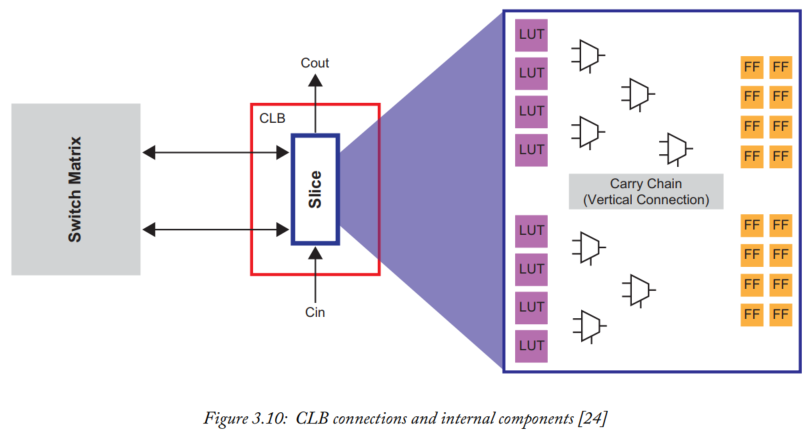 Switch Matrix
Cout
CLB
Slice
Cin
LUT
LUT
LUT
LUT
FF FF
FF FF
FF FF
FF FF
Carry Chain
(Vertical Connection)
LUT
LUT
LUT
LUT
FF FF
FF FF
FF FF
FF FF
Figure 3.10: CLB connections and internal components [24]